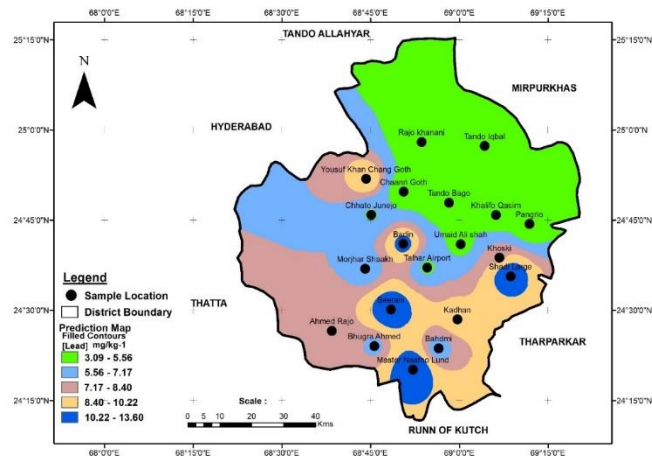 68°0'0"E 68°15'0"E 68°30'0"E 68°45'0"E 69°0'0"E 69°15'0"E
TANDO ALLAHYAR
25°15'0"N 25°15'0"N
N
MIRPURKHAS
HYDERABAD
25°0'0"N 25°0'0"N
Rajo khanani Tando Iqbal
Yousuf Khan Chang Goth
Chaanri Goth
Tando Bago
Chhato Junejo Khalifo Qasim
Pangrio
24°45'0"N 24°45'0"N
Badin Umaid Ali shah
Khoski
Morjhar Shaakh Talhar Airport
Shadi Large
Legend
Sample Location
District Boundary
THATTA
24°30'0"N 24°30'0"N
Seerani
Kadhan
Ahmed Rajo
Prediction Map
Filled Contours
[Lead] mg/kg-1
THARPARKAR
Bhugra Ahmed Bahdmi
3.09 - 5.56
5.56 - 7.17
7.17 - 8.40
8.40 - 10.22
10.22 - 13.60
Master Nathoo Lund
24°15'0"N 24°15'0"N
Scale :
0 5 10 20 30 40
Kms
RUNN OF KUTCH
68°0'0"E 68°15'0"E 68°30'0"E 68°45'0"E 69°0'0"E 69°15'0"E